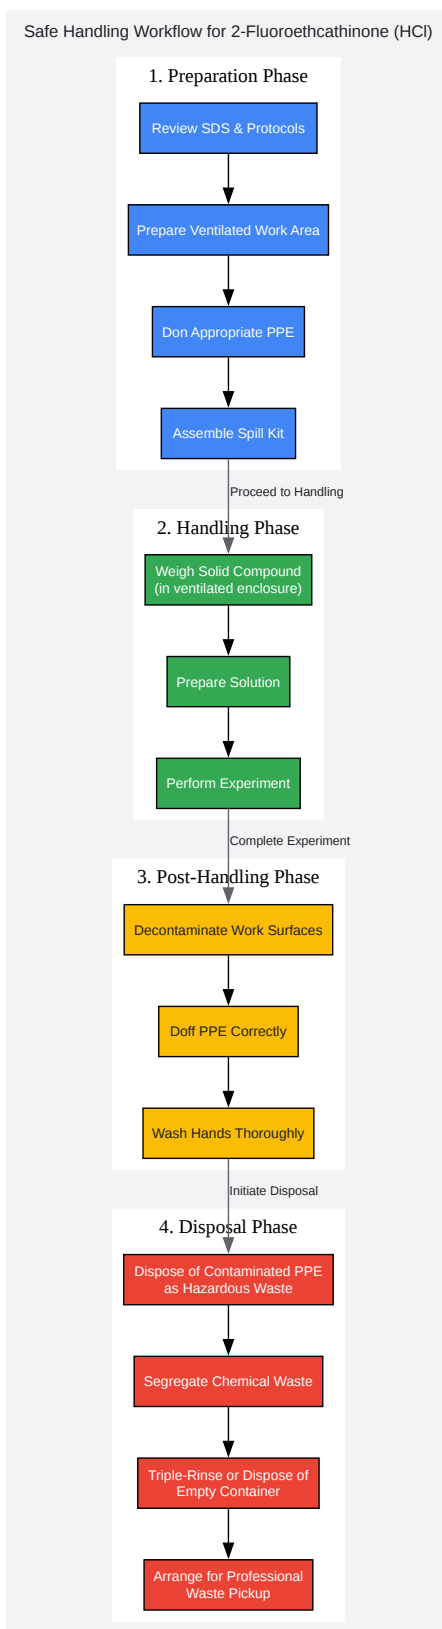 Safe Handling Workflow for 2-Fluoroethcathinone (HCl)
1. Preparation Phase
Review SDS & Protocols
Prepare Ventilated Work Area
Don Appropriate PPE
Assemble Spill Kit
Proceed to Handling
2. Handling Phase
Weigh Solid Compound
(in ventilated enclosure)
Prepare Solution
Perform Experiment
Complete Experiment
3. Post-Handling Phase
Decontaminate Work Surfaces
Doff PPE Correctly
Wash Hands Thoroughly
Initiate Disposal
4. Disposal Phase
Dispose of Contaminated PPE
as Hazardous Waste
Segregate Chemical Waste
Triple-Rinse or Dispose of
Empty Container
Arrange for Professional
Waste Pickup